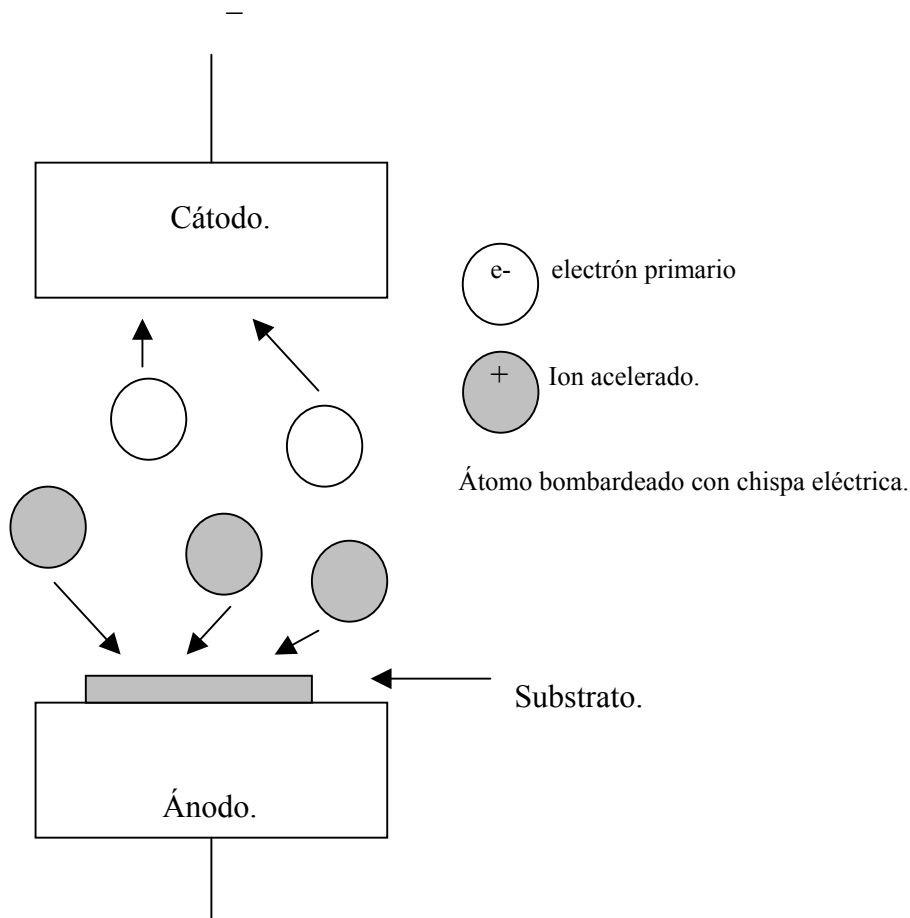 –
Cátodo.
e- electrón primario
+ Ion acelerado.
Átomo bombardeado con chispa eléctrica.
Substrato.
Ánodo.